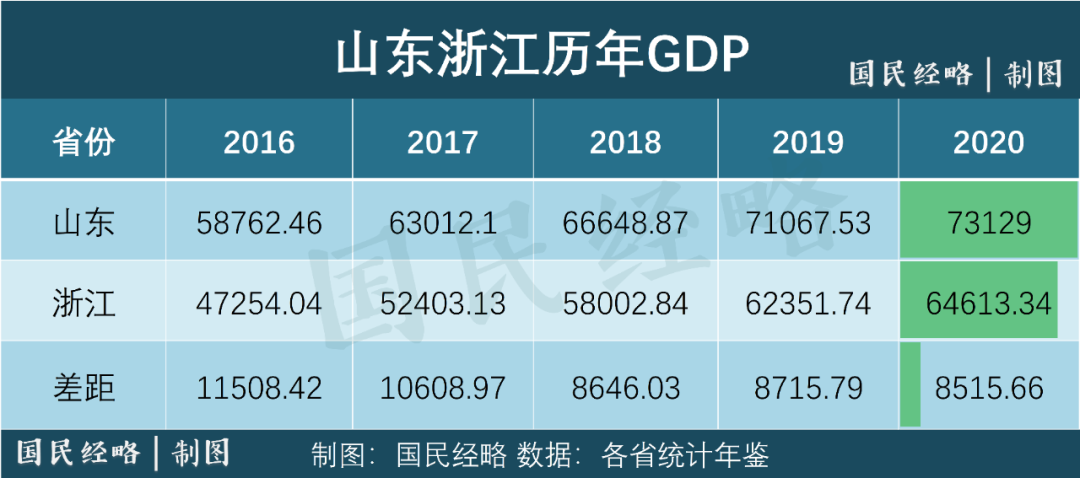 山东浙江历年GDP
国民经略|制图
省份 2016 2017 2018 2019 2020
山东 58762.46 63012.1 66648.87 71067.53 73129
浙江 47254.04 52403.13 58002.84 62351.74 64613.34
差距 11508.42 10608.97 8646.03 8715.79 8515.66
国民经略
国民经略|制图 制图：国民经略 数据：各省统计年鉴